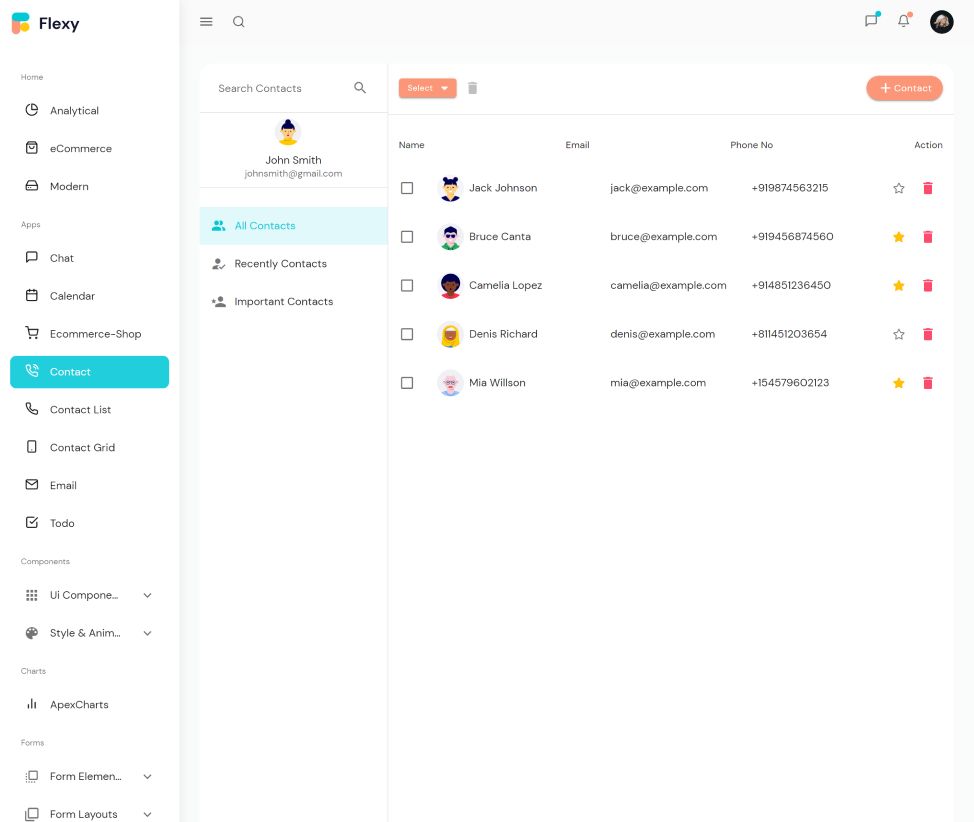 Flexy
Home
Analytical
eCommerce
Modern
Apps
Chat
Calendar
Ecommerce-Shop
Contact
Contact List
Contact Grid
Email
Todo
Components
Ui Compone...
Style & Anim...
Charts
ApexCharts
Forms
Form Elemen...
Form Layouts
Search Contacts
John Smith
johnsmith@gmail.com
All Contacts
Recently Contacts
Important Contacts
Select
+ Contact
Name Email Phone No Action
Jack Johnson jack@example.com +919874563215
Bruce Canta bruce@example.com +919456874560
Camelia Lopez camelia@example.com +914851236450
Denis Richard denis@example.com +811451203654
Mia Willson mia@example.com +154579602123